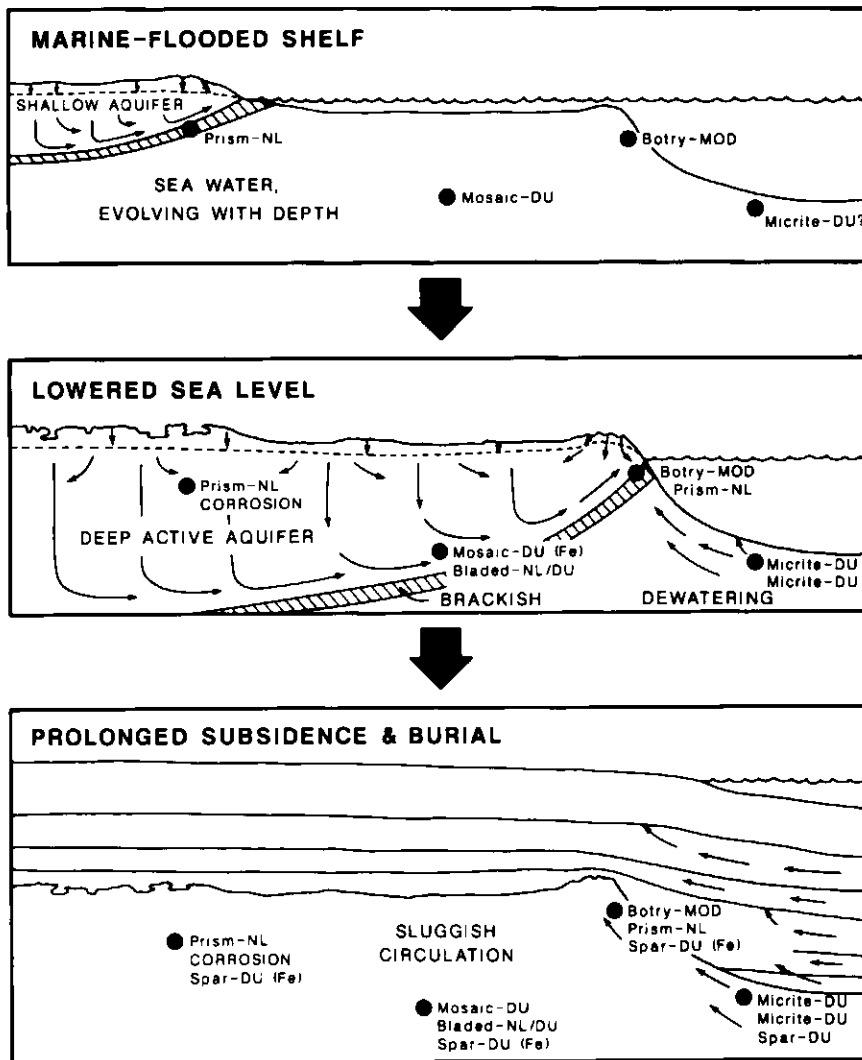 MARINE-FLOODED SHELF
SHALLOW AQUIFER
Prism-NL
Botry-MOD
SEA WATER,
EVOLVING WITH DEPTH
Mosaic-DU
Micrite-DU?
LOWERED SEA LEVEL
Prism-NL
CORROSION
Botry-MOD
Prism-NL
DEEP ACTIVE AQUIFER
Mosaic-DU (Fe)
Bladed-NL/DU
Micrite-DU
Micrite-DU
BRACKISH
DEWATERING
PROLONGED SUBSIDENCE & BURIAL
Botry-MOD
Prism-NL
Spar-DU (Fe)
SLUGGISH
CIRCULATION
Prism-NL
CORROSION
Spar-DU (Fe)
Mosaic-DU
Bladed-NL/DU
Spar-DU (Fe)
Micrite-DU
Micrite-DU
Spar-DU